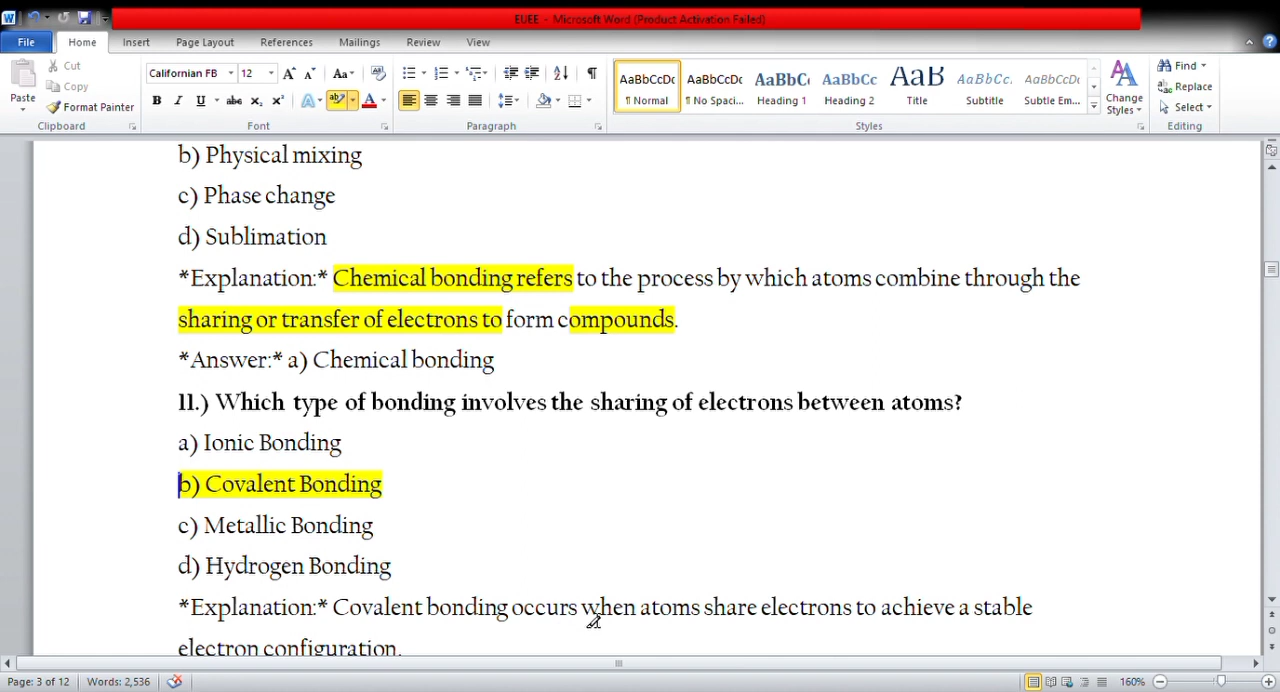 EUEE - Microsoft Word (Product Activation Failed)
File Home Insert Page Layout References Mailings Review View
Paste Cut Copy Format Painter Clipboard
Californian FB 12 Font
Paragraph
AaBbCcDc ¶ Normal
AaBbCcDc ¶ No Spaci...
AaBbC Heading 1
AaBbCc Heading 2
AaB Title
AaBbCc. Subtitle
AaBbCcDc Subtle Em...
Change Styles
Styles
Find Replace Select Editing
b) Physical mixing
c) Phase change
d) Sublimation
*Explanation:* Chemical bonding refers to the process by which atoms combine through the
sharing or transfer of electrons to form compounds.
*Answer:* a) Chemical bonding
11.) Which type of bonding involves the sharing of electrons between atoms?
a) Ionic Bonding
b) Covalent Bonding
c) Metallic Bonding
d) Hydrogen Bonding
*Explanation:* Covalent bonding occurs when atoms share electrons to achieve a stable
electron configuration.
Page: 3 of 12 Words: 2,536 160%